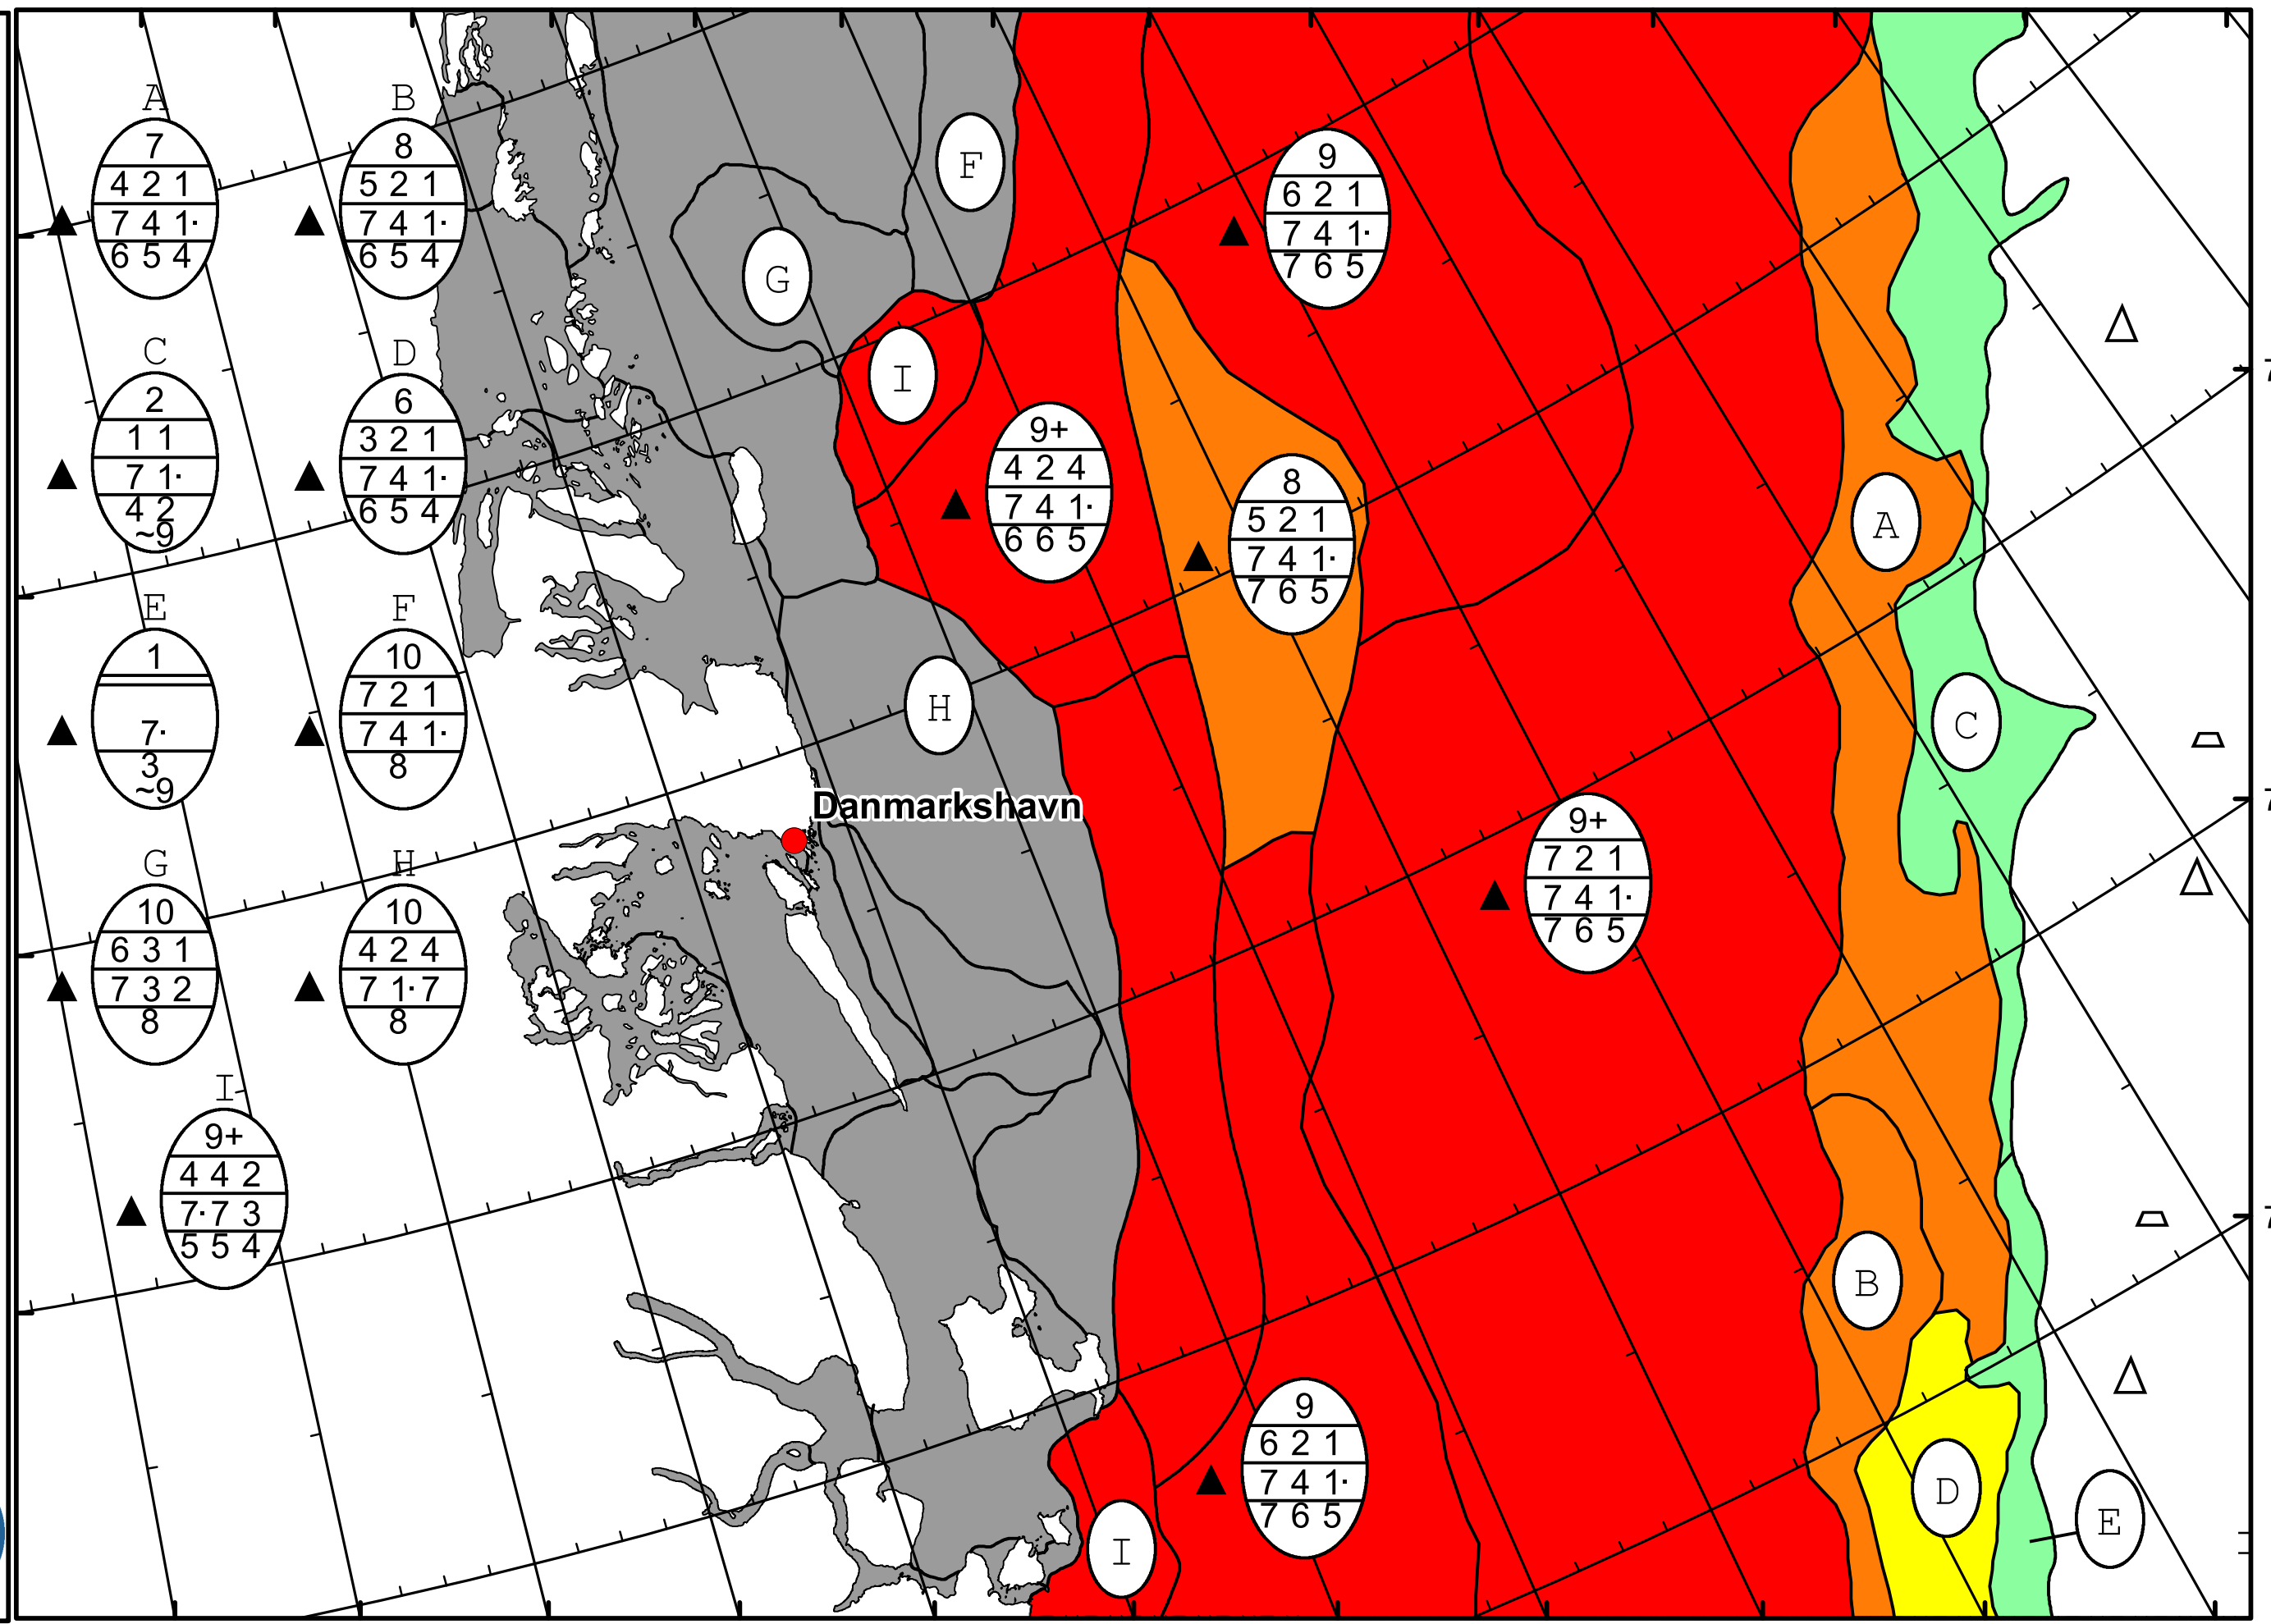 A
7
4 2 1
7 4 1·
6 5 4
B
8
5 2 1
7 4 1·
6 5 4
C
2
1 1
7 1·
4 2
~9
D
6
3 2 1
7 4 1·
6 5 4
E
1
7·
3
~9
F
10
7 2 1
7 4 1·
8
G
10
6 3 1
7 3 2
8
H
10
4 2 4
7 1·7
8
I
9+
4 4 2
7·7 3
5 5 4
F
G
I
9
6 2 1
7 4 1·
7 6 5
9+
4 2 4
7 4 1·
6 6 5
8
5 2 1
7 4 1·
7 6 5
A
H
C
Danmarkshavn
9+
7 2 1
7 4 1·
7 6 5
B
9
6 2 1
7 4 1·
7 6 5
D
E
I